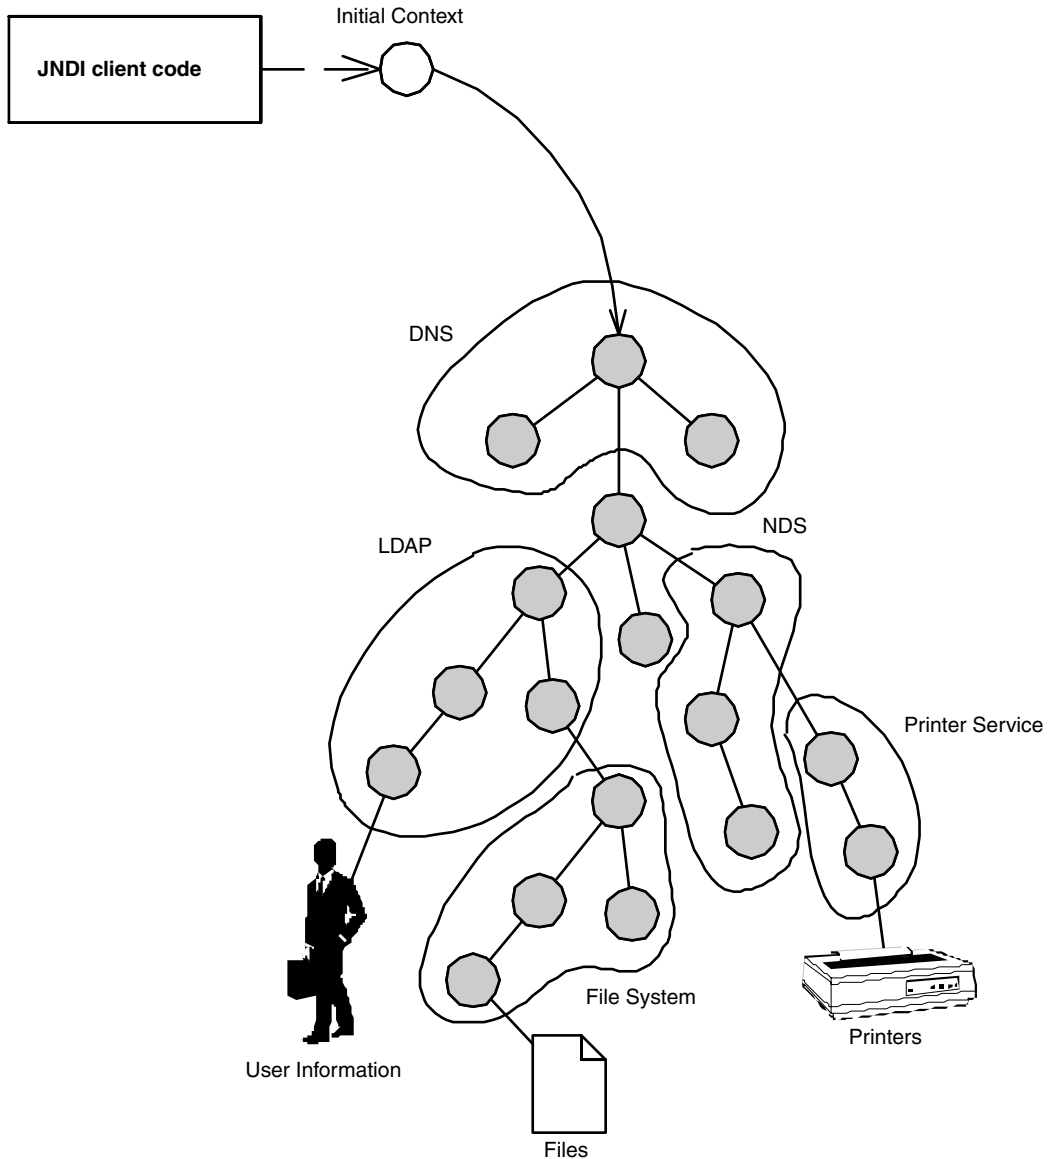 Initial Context
JNDI client code
DNS
NDS
LDAP
Printer Service
File System
Printers
User Information
Files